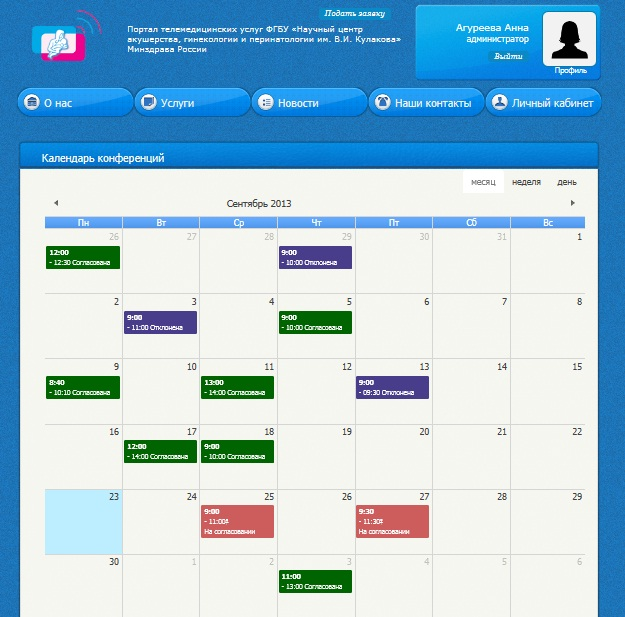 Подать заявку
Портал телемедицинских услуг ФГБУ «Научный центр
акушерства, гинекологии и перинатологии им. В.И. Кулакова»
Минздрава России
Агуреева Анна
администратор
Выйти
Профиль
О нас
Услуги
Новости
Наши контакты
Личный кабинет
Календарь конференций
месяц неделя день
Сентябрь 2013
Пн Вт Ср Чт Пт Сб Вс
26 27 28 29 30 31 1
12:00
- 12:30 Согласована
9:00
- 10:00 Отклонена
2 3 4 5 6 7 8
9:00
- 11:00 Отклонена
9:00
- 10:00 Согласована
9 10 11 12 13 14 15
8:40
- 10:10 Согласована
13:00
- 14:00 Согласована
9:00
- 09:30 Отклонена
16 17 18 19 20 21 22
12:00
- 14:00 Согласована
9:00
- 10:00 Согласована
23 24 25 26 27 28 29
9:00
- 11:00
На согласовании
9:30
- 11:30
На согласовании
30 1 2 3 4 5 6
11:00
- 13:00 Согласована